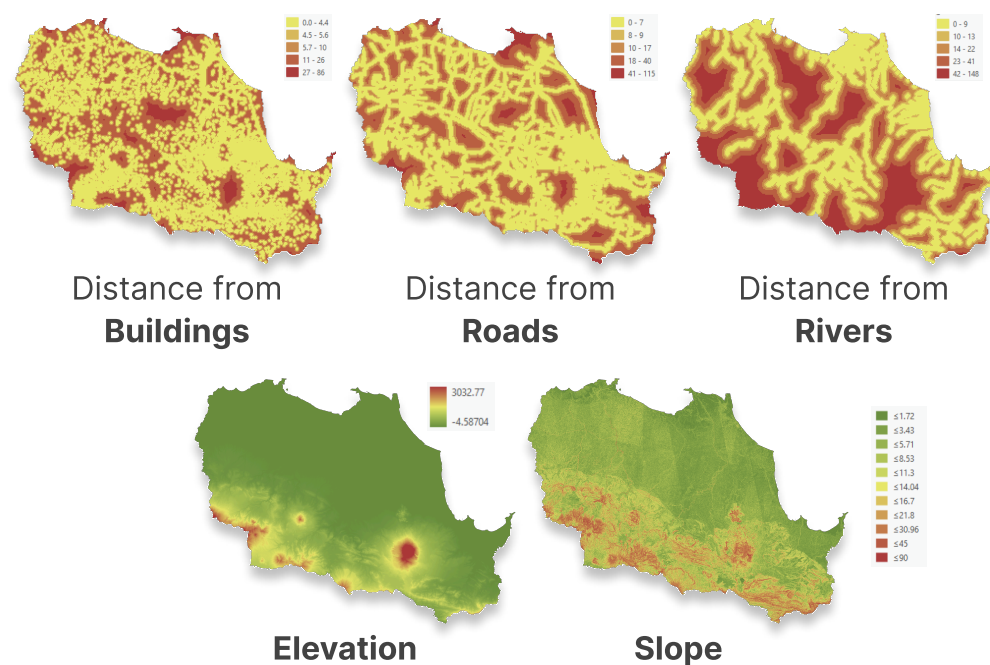 0.0 - 4.4
4.5 - 5.6
5.7 - 10
11 - 26
27 - 86
0 - 7
8 - 9
10 - 17
18 - 40
41 - 115
0 - 9
10 - 13
14 - 22
23 - 41
42 - 148
Distance from
Buildings
Distance from
Roads
Distance from
Rivers
3032.77
-4.58704
≤1.72
≤3.43
≤5.71
≤8.53
≤11.3
≤14.04
≤16.7
≤21.8
≤30.96
≤45
≤90
Elevation
Slope